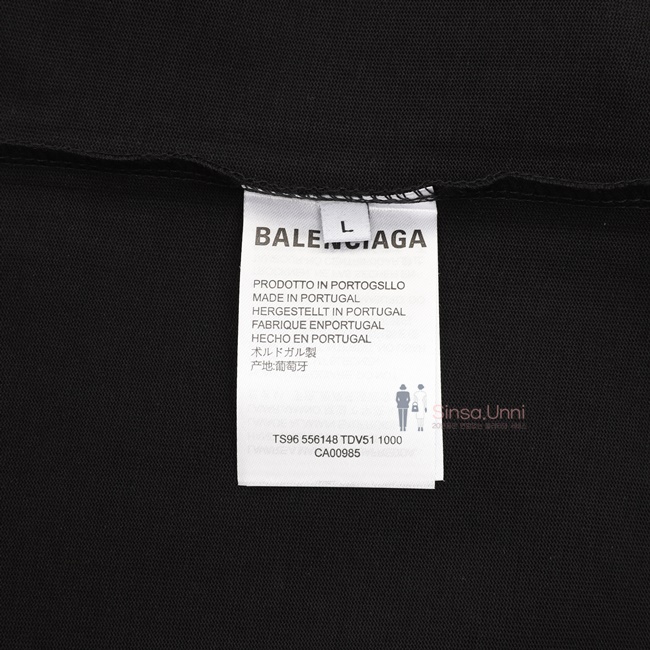 L
BALENCIAGA
PRODOTTO IN PORTOGSLLO
MADE IN PORTUGAL
HERGESTELLT IN PORTUGAL
FABRIQUE ENPORTUGAL
HECHO EN PORTUGAL
ポルドガル製
产地:葡萄牙
Sinsa.Unni
TS96 556148 TDV51 1000
CA00985